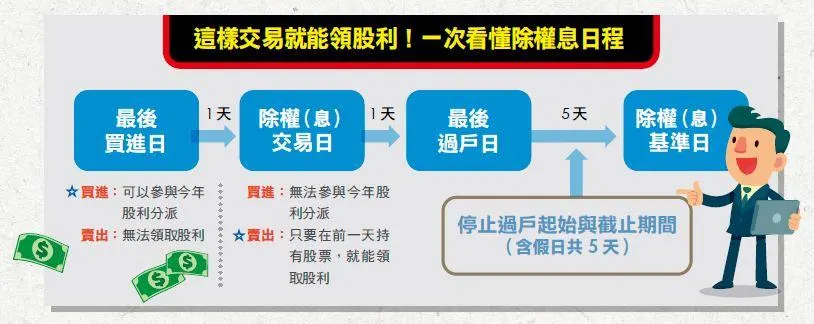 這樣交易就能領股利！一次看懂除權息日程
最後
買進日
1天
除權（息）
交易日
1天
最後
過戶日
5天
除權（息）
基準日
☆買進：可以參與今年
股利分派
賣出：無法領取股利
買進：無法參與今年股
利分派
☆賣出：只要在前一天持
有股票，就能領
取股利
停止過戶起始與截止期間
（含假日共5天）